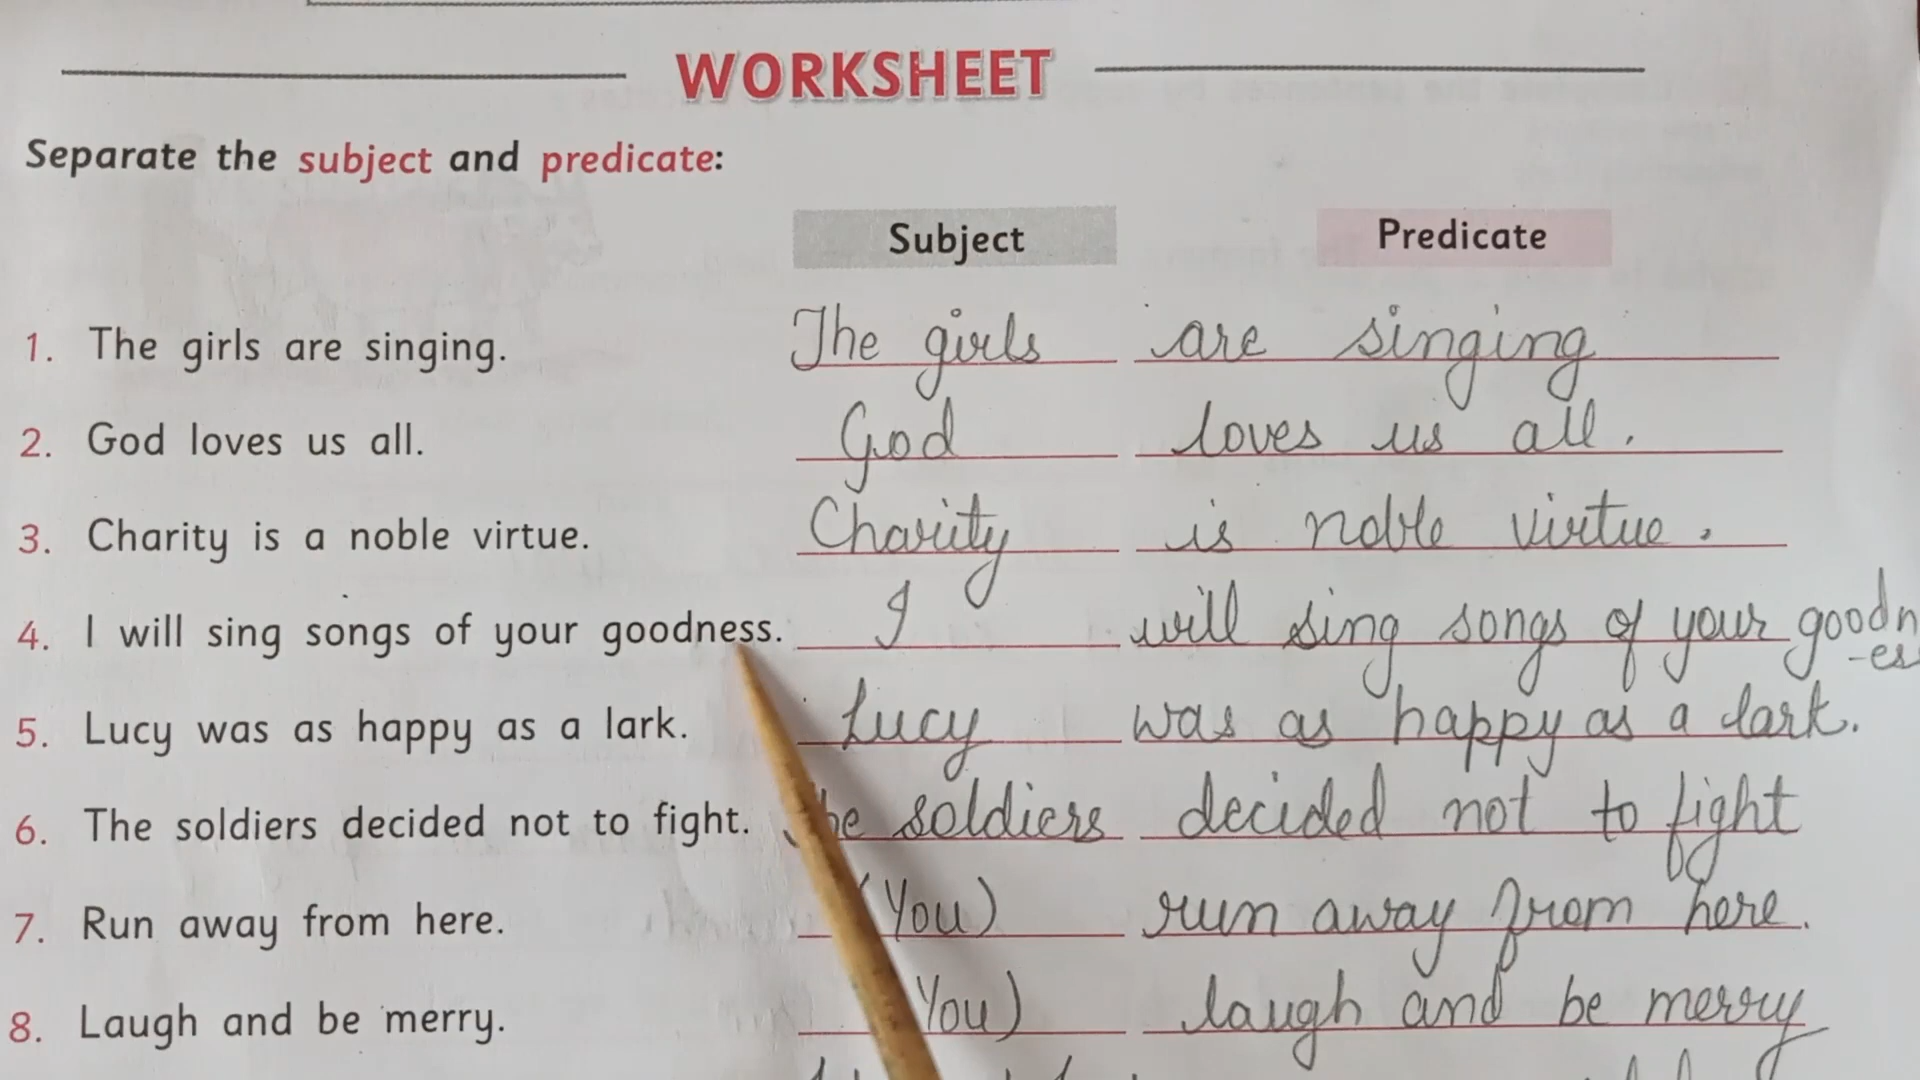 WORKSHEET
Separate the subject and predicate:
Subject Predicate
1. The girls are singing. The girls are singing
2. God loves us all. God loves us all.
3. Charity is a noble virtue. Charity is noble virtue.
4. I will sing songs of your goodness. I will sing songs of your goodn
-es
5. Lucy was as happy as a lark. Lucy was as happy as a lark.
6. The soldiers decided not to fight. The soldiers decided not to fight
7. Run away from here. (You) run away from here.
8. Laugh and be merry. You) laugh and be merry